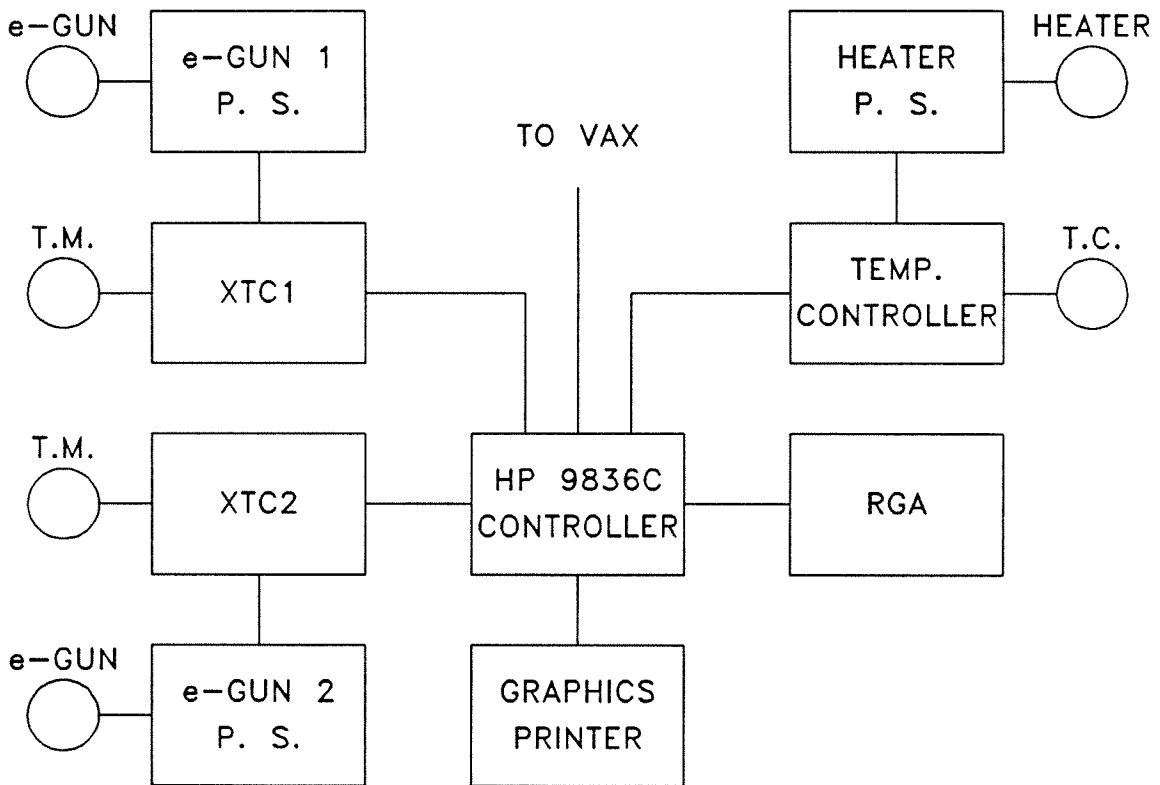 e-GUN
e-GUN 1
P. S.
HEATER
P. S.
HEATER
TO VAX
T.M.
XTC1
TEMP.
CONTROLLER
T.C.
T.M.
XTC2
HP 9836C
CONTROLLER
RGA
e-GUN
e-GUN 2
P. S.
GRAPHICS
PRINTER